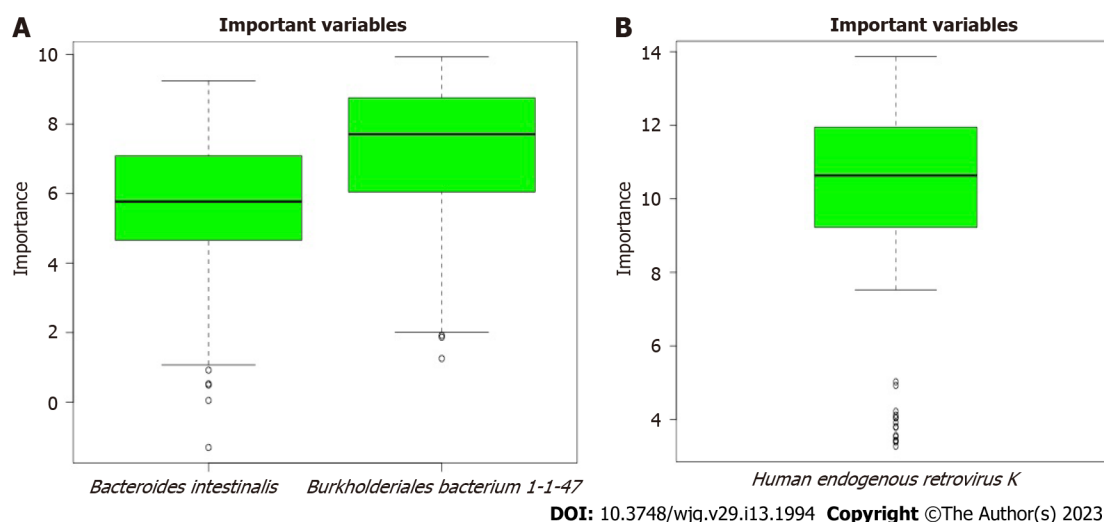 A
Important variables
10
8
6
4
2
0
Importance
Bacteroides intestinalis
Burkholderiales bacterium 1-1-47
B
Important variables
14
12
10
8
6
4
Importance
Human endogenous retrovirus K
DOI: 10.3748/wjg.v29.i13.1994 Copyright ©The Author(s) 2023